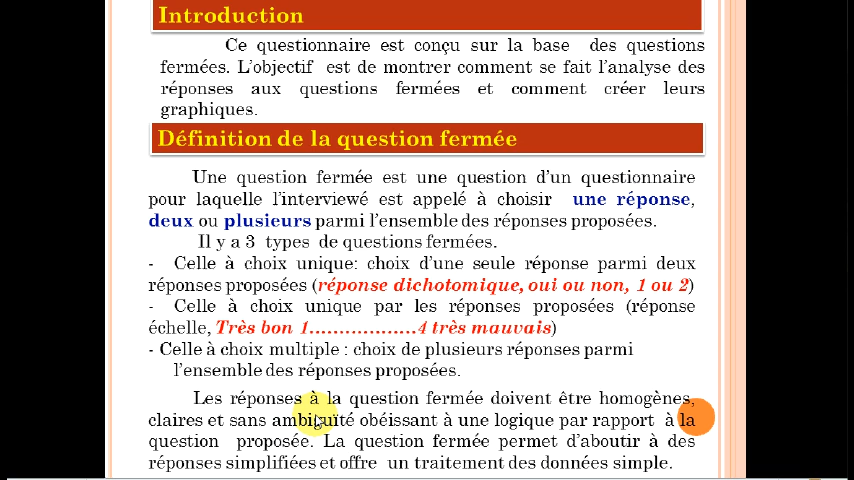 Introduction
Ce questionnaire est conçu sur la base des questions
fermées. L'objectif est de montrer comment se fait l'analyse des
réponses aux questions fermées et comment créer leurs
graphiques.
Définition de la question fermée
Une question fermée est une question d'un questionnaire
pour laquelle l'interviewé est appelé à choisir une réponse,
deux ou plusieurs parmi l'ensemble des réponses proposées.
Il y a 3 types de questions fermées.
- Celle à choix unique: choix d'une seule réponse parmi deux
réponses proposées (réponse dichotomique, oui ou non, 1 ou 2)
- Celle à choix unique par les réponses proposées (réponse
échelle, Très bon 1..................4 très mauvais)
- Celle à choix multiple : choix de plusieurs réponses parmi
l'ensemble des réponses proposées.
Les réponses à la question fermée doivent être homogènes,
claires et sans ambiguïté obéissant à une logique par rapport à la
question proposée. La question fermée permet d'aboutir à des
réponses simplifiées et offre un traitement des données simple.